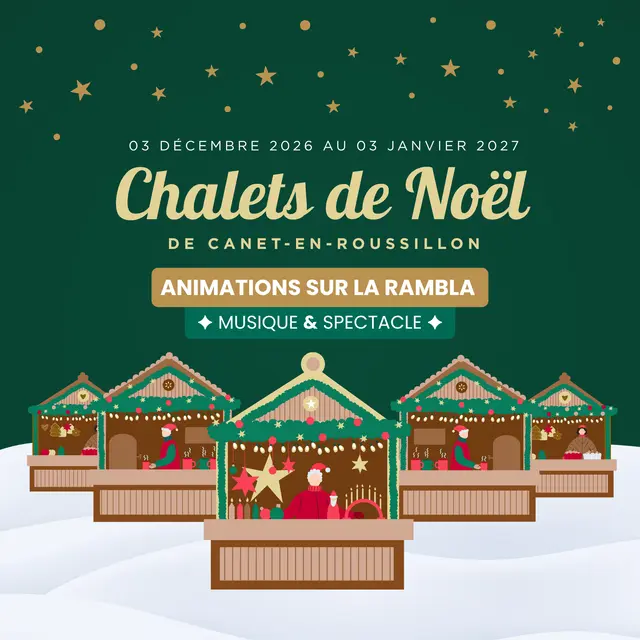 03 DÉCEMBRE 2026 AU 03 JANVIER 2027
Chalets de Noël
DE CANET-EN-ROUSSILLON
ANIMATIONS SUR LA RAMBLA
MUSIQUE & SPECTACLE